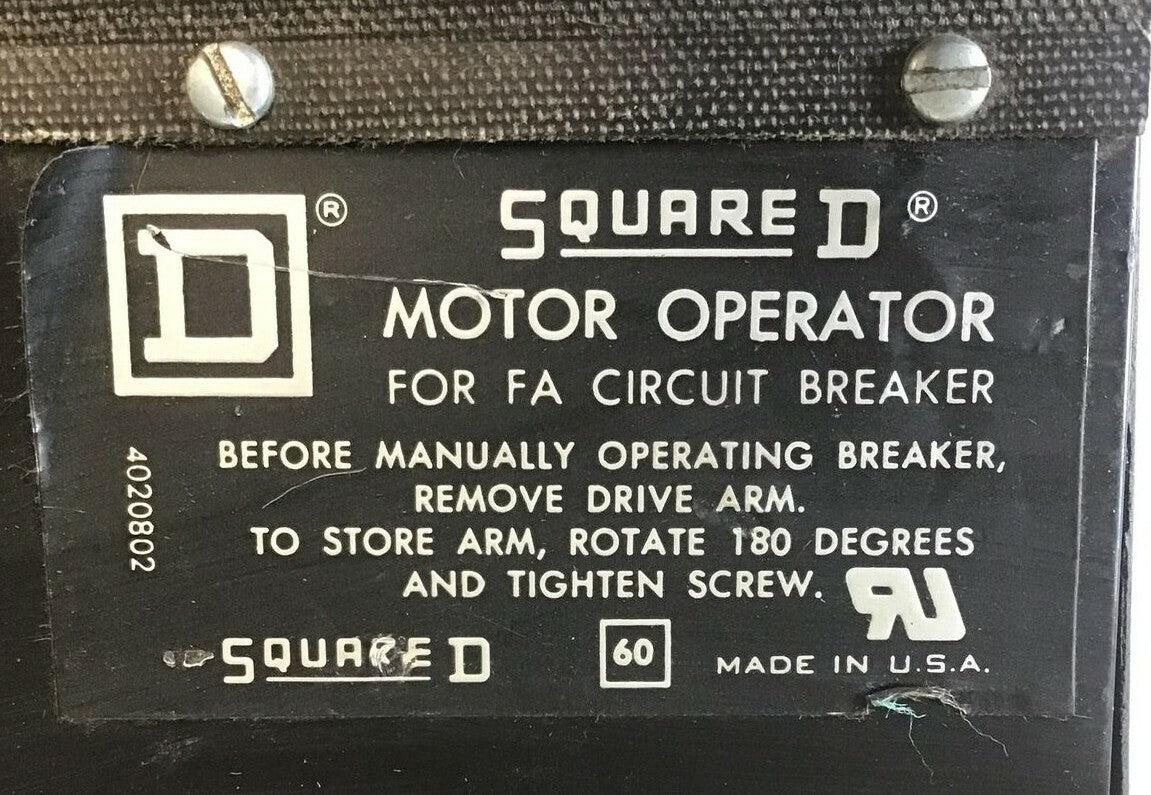 D ®
SQUARE D ®
MOTOR OPERATOR
FOR FA CIRCUIT BREAKER
BEFORE MANUALLY OPERATING BREAKER,
REMOVE DRIVE ARM.
TO STORE ARM, ROTATE 180 DEGREES
AND TIGHTEN SCREW.
4020802
SQUARE D
60
RU
MADE IN U.S.A.